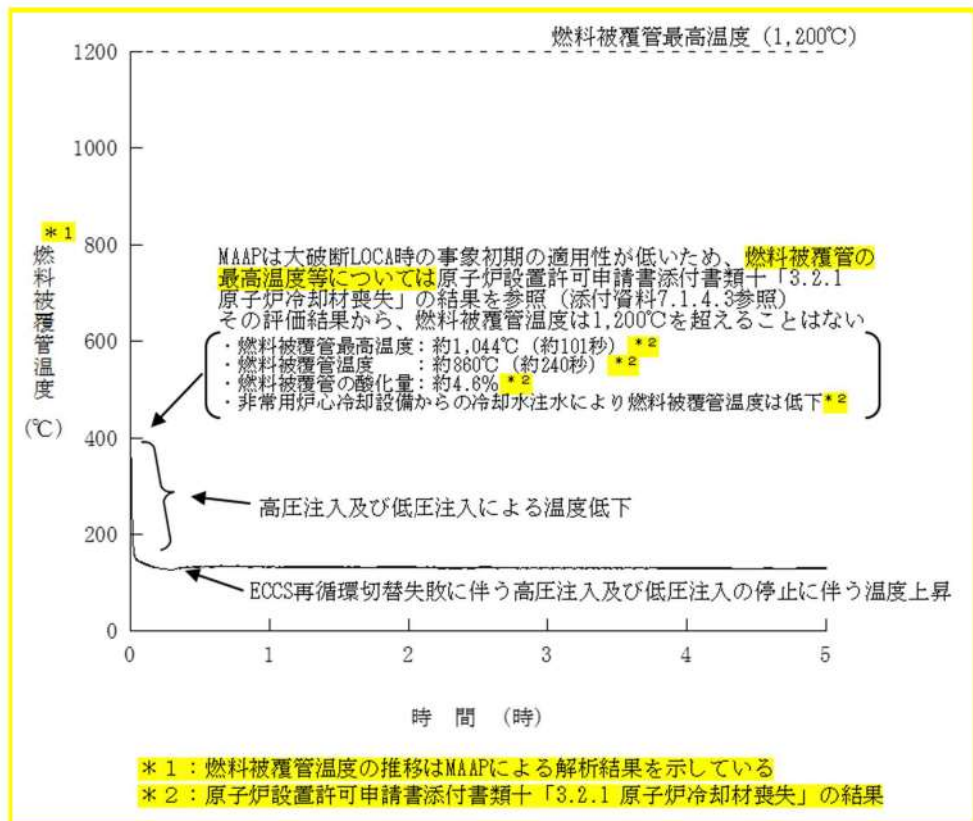 燃料被覆管最高温度 (1,200℃)
1200
1000
800
600
400
200
0
*1
燃料被覆管温度
(℃)
MAAPは大破断LOCA時の事象初期の適用性が低いため、燃料被覆管の
最高温度等については原子炉設置許可申請書添付書類十「3.2.1
原子炉冷却材喪失」の結果を参照(添付資料7.1.4.3参照)
その評価結果から、燃料被覆管温度は1,200℃を超えることはない
・燃料被覆管最高温度:約1,044℃(約101秒)*2
・燃料被覆管温度 :約860℃(約240秒) *2
・燃料被覆管の酸化量:約4.6%*2
・非常用炉心冷却設備からの冷却水注水により燃料被覆管温度は低下*2
高圧注入及び低圧注入による温度低下
ECCS再循環切替失敗に伴う高圧注入及び低圧注入の停止に伴う温度上昇
0 1 2 3 4 5
時 間 (時)
*1:燃料被覆管温度の推移はMAAPによる解析結果を示している
*2:原子炉設置許可申請書添付書類十「3.2.1 原子炉冷却材喪失」の結果